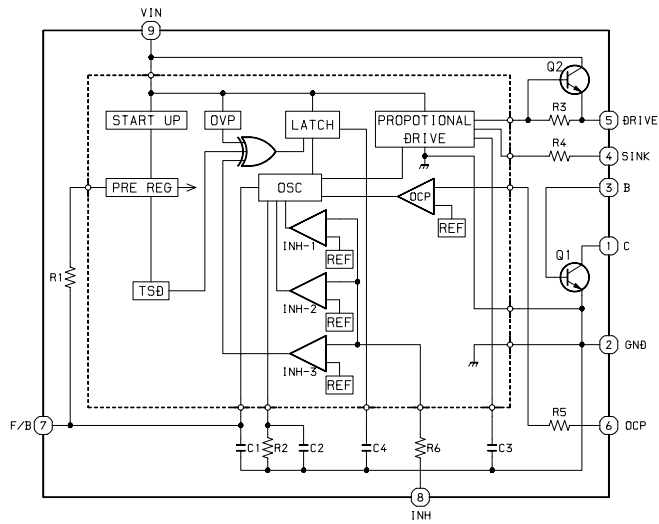 VIN
9
Q2
START UP
OVP
LATCH
PROPOTIONAL
DRIVE
R3
5
DRIVE
R4
4
SINK
PRE REG
OSC
OCP
REF
3
B
INH-1
REF
Q1
1
C
R1
TSD
INH-2
REF
2
GND
INH-3
REF
F/B
7
R5
6
OCP
C1
R2
C2
C4
R6
C3
8
INH